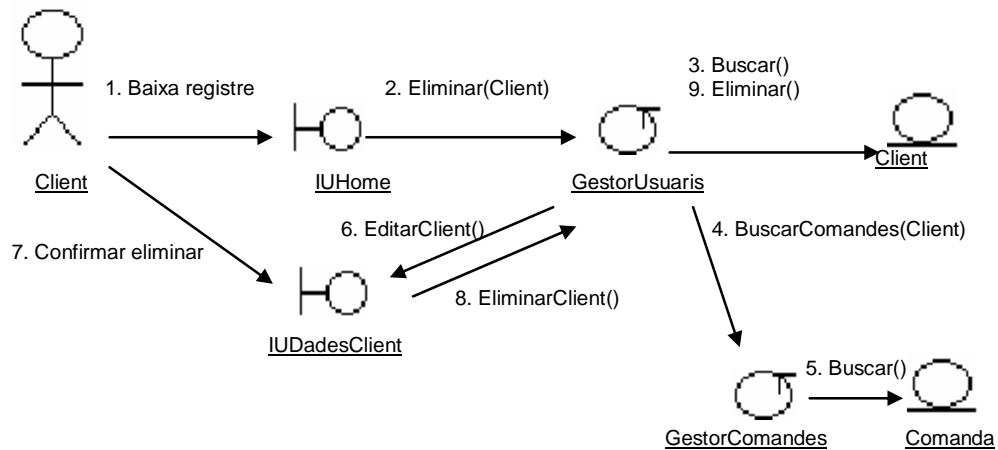 3. Buscar()
1. Baixa registre
2. Eliminar(Client)
9. Eliminar()
Client
IUHome
GestorUsuaris
Client
7. Confirmar eliminar
6. EditarClient()
4. BuscarComandes(Client)
8. EliminarClient()
IUDadesClient
5. Buscar()
GestorComandes
Comanda